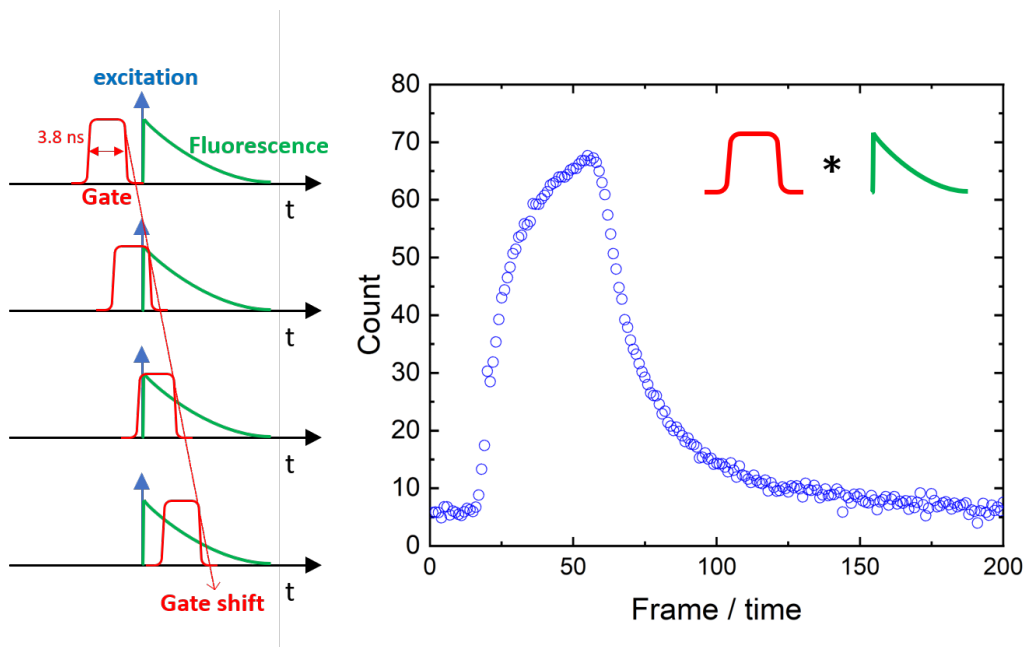 excitation
3.8 ns
Fluorescence
Gate
t
t
t
t
Gate shift
80
70
60
50
40
30
20
10
0
Count
*
0
50
100
150
200
Frame / time